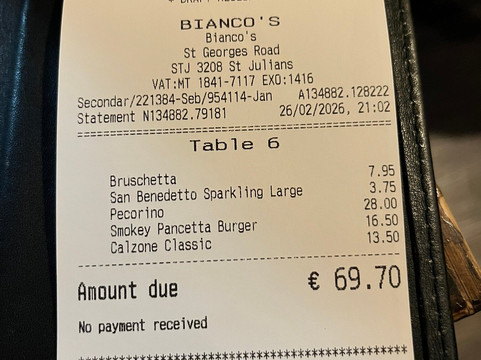 BIANCO'S
Bianco's
St Georges Road
STJ 3208 St Julians
VAT:MT 1841-7117 EXO:1416
Secondar/221384-Seb/954114-Jan A134882.128222
Statement N134882.79181 26/02/2026, 21:02
Table 6
Bruschetta 7.95
San Benedetto Sparkling Large 3.75
Pecorino 28.00
Smokey Pancetta Burger 16.50
Calzone Classic 13.50
Amount due € 69.70
No payment received